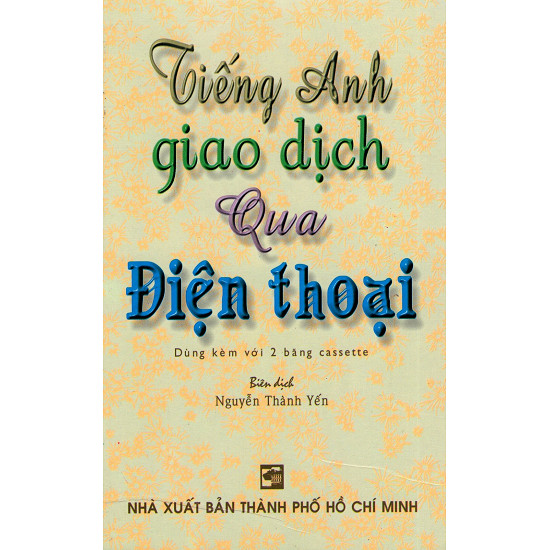 Tiếng Anh
giao dịch
Qua
Điện thoại
Dùng kèm với 2 băng cassette
Biên dịch
Nguyễn Thành Yến
NHÀ XUẤT BẢN THÀNH PHỐ HỒ CHÍ MINH